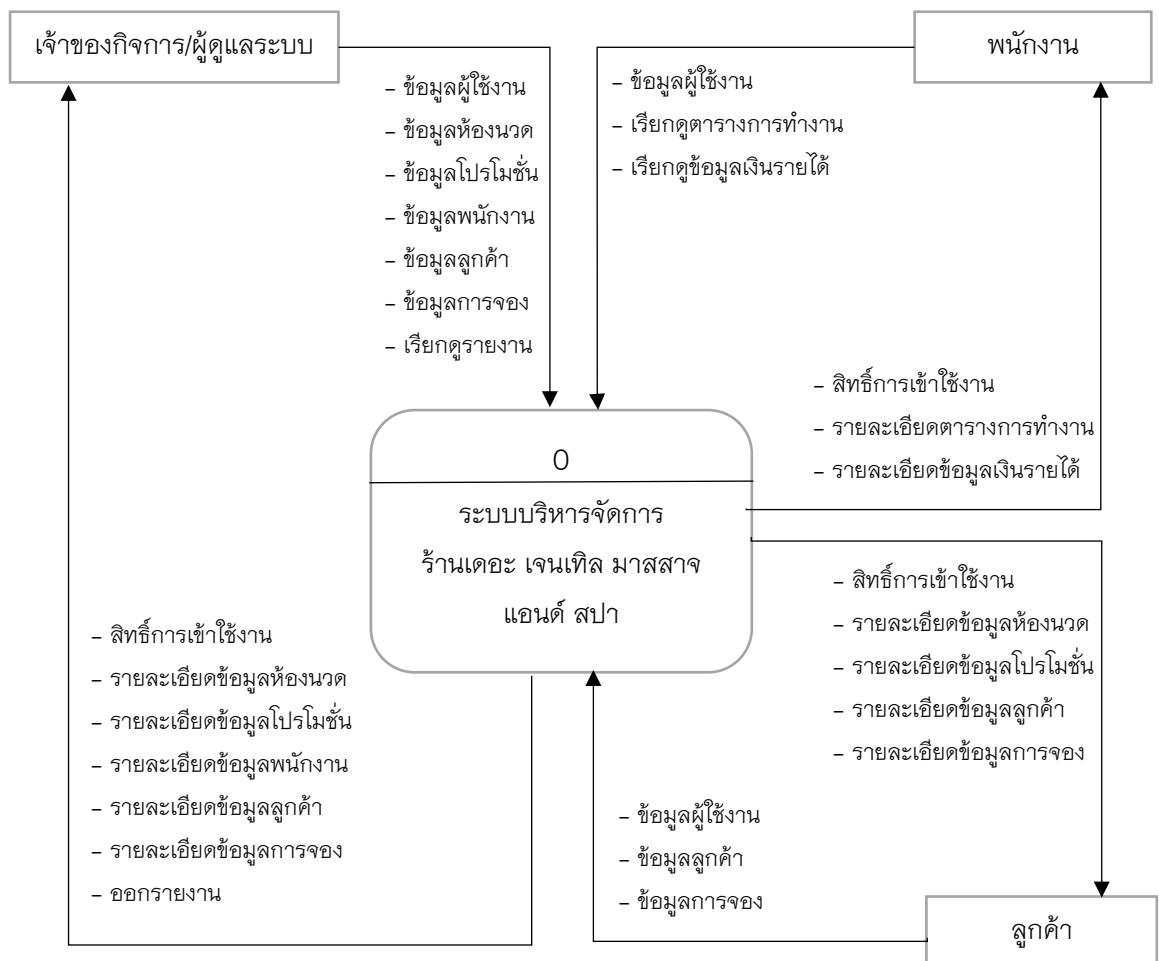 เจ้าของกิจการ/ผู้ดูแลระบบ
พนักงาน
– ข้อมูลผู้ใช้งาน
– ข้อมูลห้องนวด
– ข้อมูลโปรโมชั่น
– ข้อมูลพนักงาน
– ข้อมูลลูกค้า
– ข้อมูลการจอง
– เรียกดูรายงาน
– ข้อมูลผู้ใช้งาน
– เรียกดูตารางการทำงาน
– เรียกดูข้อมูลเงินรายได้
– สิทธิ์การเข้าใช้งาน
– รายละเอียดตารางการทำงาน
– รายละเอียดข้อมูลเงินรายได้
0
ระบบบริหารจัดการ
ร้านเดอะ เจนเทิล มาสสาจ
แอนด์ สปา
– สิทธิ์การเข้าใช้งาน
– รายละเอียดข้อมูลห้องนวด
– รายละเอียดข้อมูลโปรโมชั่น
– รายละเอียดข้อมูลพนักงาน
– รายละเอียดข้อมูลลูกค้า
– รายละเอียดข้อมูลการจอง
– ออกรายงาน
– สิทธิ์การเข้าใช้งาน
– รายละเอียดข้อมูลห้องนวด
– รายละเอียดข้อมูลโปรโมชั่น
– รายละเอียดข้อมูลลูกค้า
– รายละเอียดข้อมูลการจอง
– ข้อมูลผู้ใช้งาน
– ข้อมูลลูกค้า
– ข้อมูลการจอง
ลูกค้า